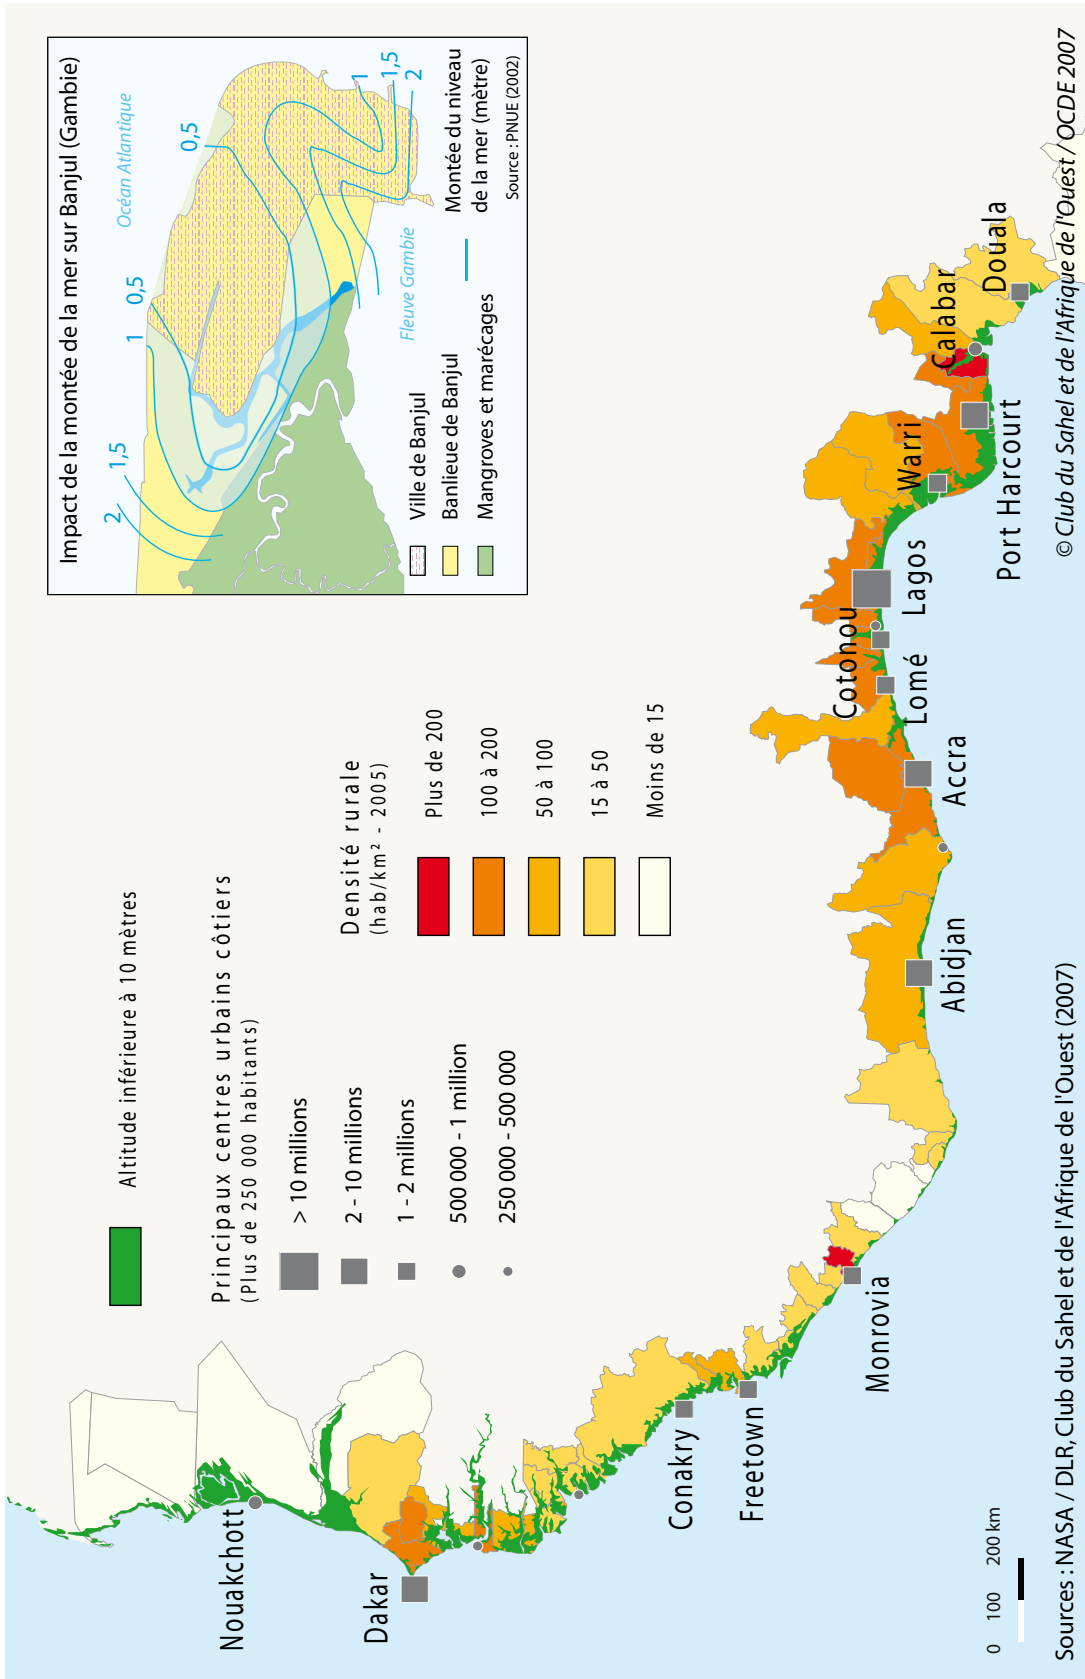 Impact de la montée de la mer sur Banjul (Gambie)
Océan Atlantique
0,5
0,5
1
1,5
2
1
1,5
2
Fleuve Gambie
Ville de Banjul
Banlieue de Banjul
Mangroves et marécages
Montée du niveau
de la mer (mètre)
Source : PNUE (2002)
Altitude inférieure à 10 mètres
Principaux centres urbains côtiers
(Plus de 250 000 habitants)
> 10 millions
2 - 10 millions
1 - 2 millions
500 000 - 1 million
250 000 - 500 000
Densité rurale
(hab/km² - 2005)
Plus de 200
100 à 200
50 à 100
15 à 50
Moins de 15
Nouakchott
Dakar
Conakry
Freetown
Monrovia
Abidjan
Accra
Lomé
Cotonou
Lagos
Warri
Port Harcourt
Calabar
Douala
0 100 200 km
Sources : NASA / DLR, Club du Sahel et de l'Afrique de l'Ouest (2007)
© Club du Sahel et de l'Afrique de l'Ouest / OCDE 2007